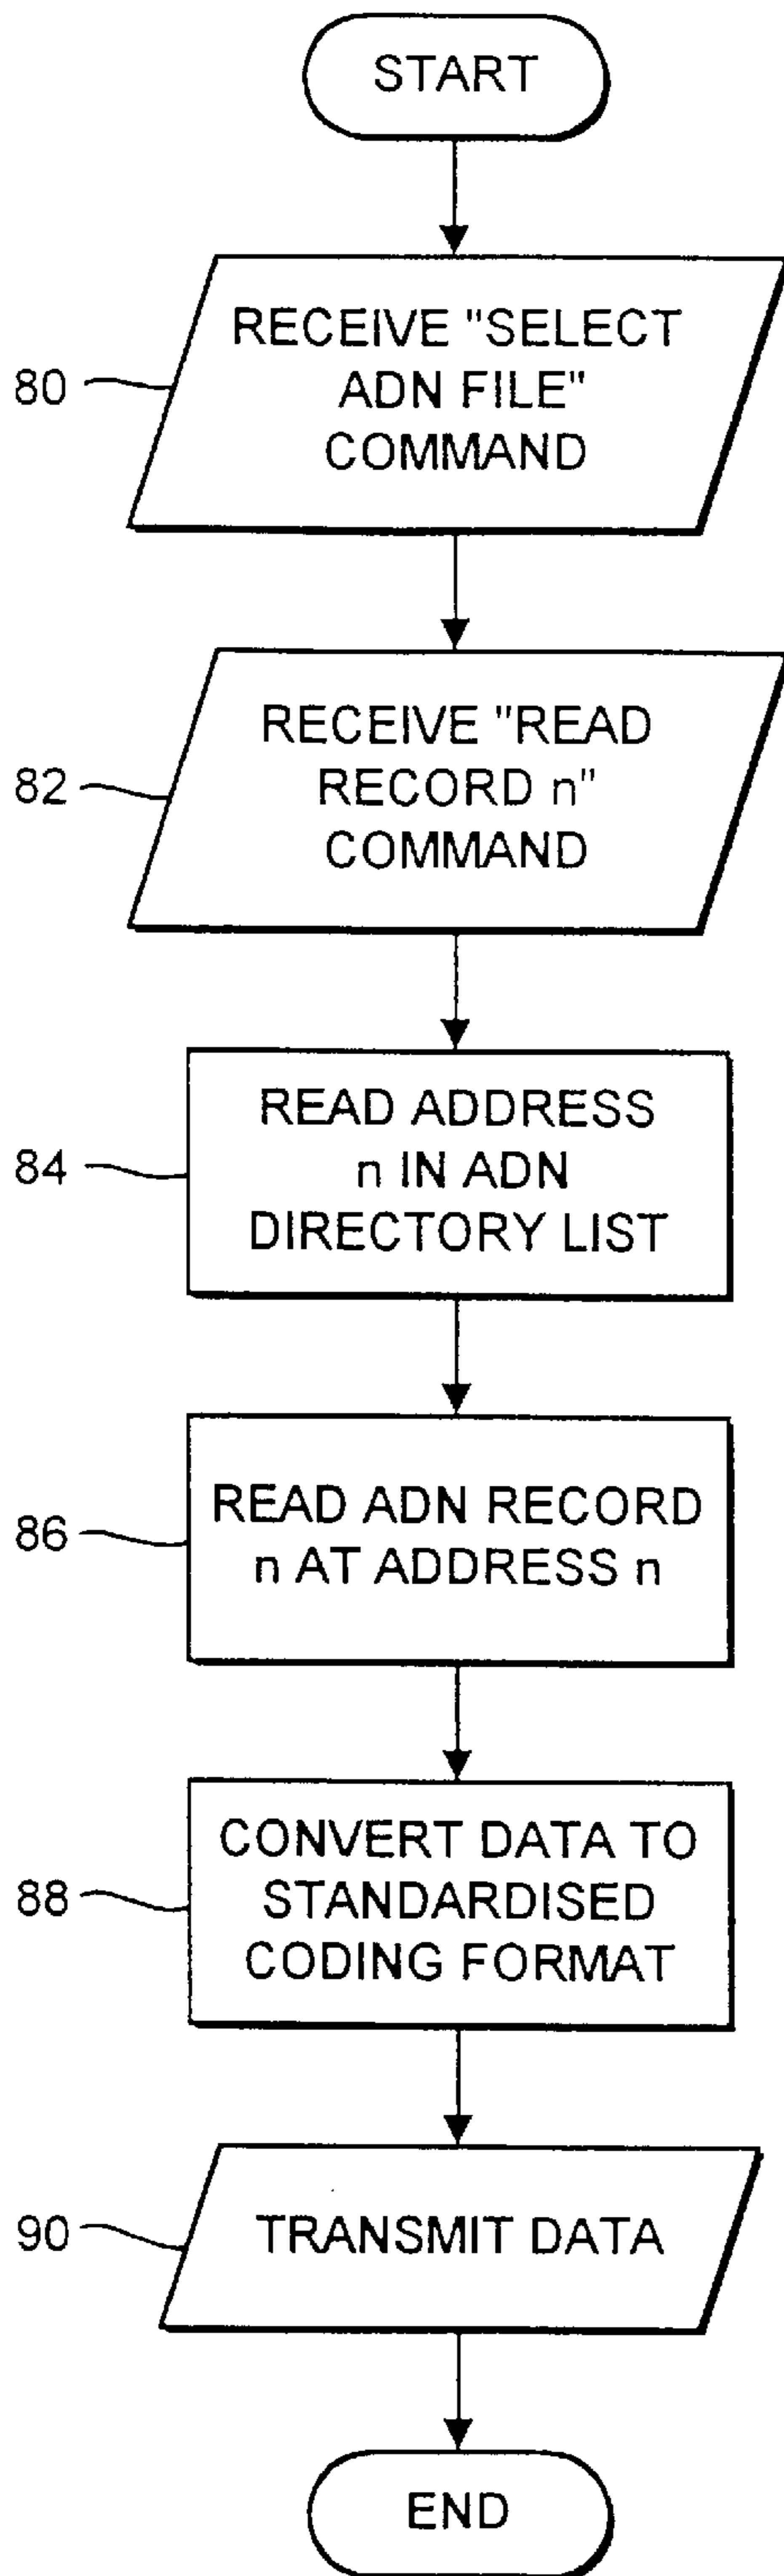 START
80
RECEIVE "SELECT
ADN FILE"
COMMAND
82
RECEIVE "READ
RECORD n"
COMMAND
84
READ ADDRESS
n IN ADN
DIRECTORY LIST
86
READ ADN RECORD
n AT ADDRESS n
88
CONVERT DATA TO
STANDARDISED
CODING FORMAT
90
TRANSMIT DATA
END